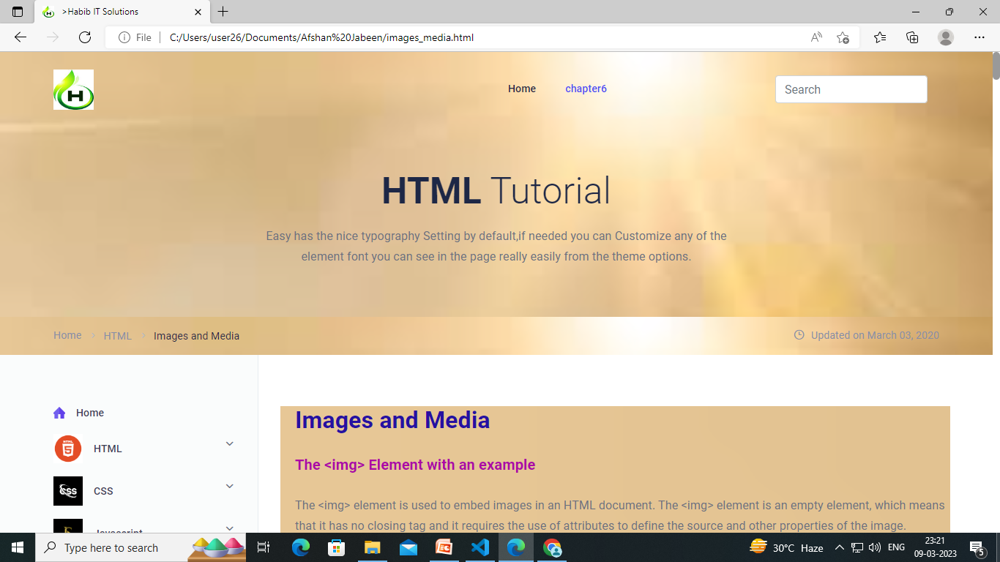 >Habib IT Solutions
File
C:/Users/user26/Documents/Afshan%20Jabeen/images_media.html
H
Home
chapter6
Search
HTML Tutorial
Easy has the nice typography Setting by default,if needed you can Customize any of the
element font you can see in the page really easily from the theme options.
Home
HTML
Images and Media
Updated on March 03, 2020
Home
HTML
5
HTML
CSS
CSS
Javascript
Images and Media
The <img> Element with an example
The <img> element is used to embed images in an HTML document. The <img> element is an empty element, which means
that it has no closing tag and it requires the use of attributes to define the source and other properties of the image.
Type here to search
30°C Haze
ENG
23:21
09-03-2023
5